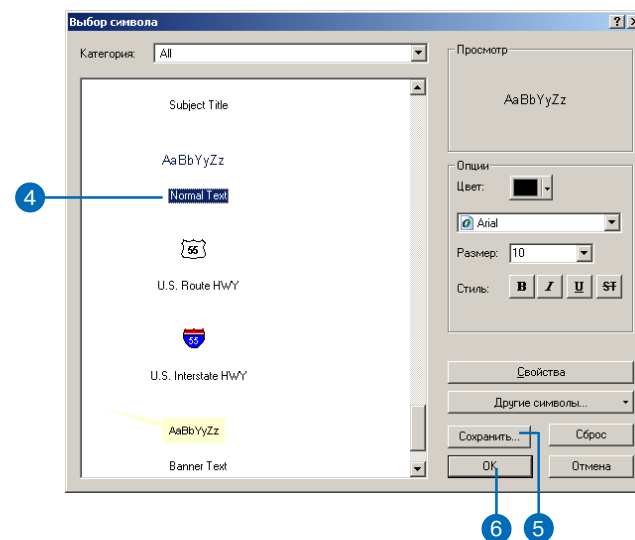 Выбор символа
Категория: All
Subject Title
AaBbYyZz
Normal Text
55
U.S. Route HWY
55
U.S. Interstate HWY
AaBbYyZz
Banner Text
Просмотр
AaBbYyZz
Опции
Цвет:
Arial
Размер: 10
Стиль: B I U ST
Свойства
Другие символы...
Сохранить... Сброс
OK Отмена
4
6 5